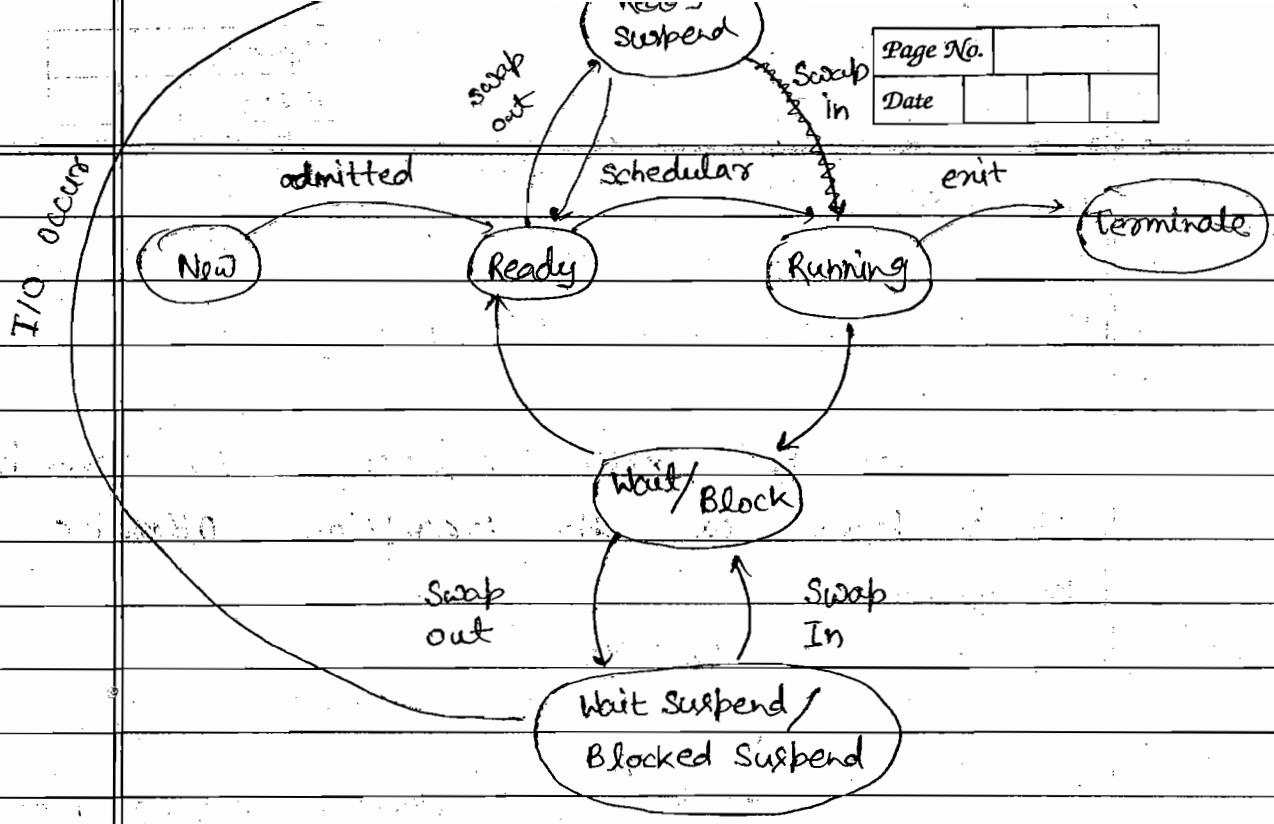 Suspend
Page No.
Date
swap
out
Swap
in
I/O occur
admitted
Schedular
exit
New
Ready
Running
Terminate
Wait/Block
Swap
out
Swap
In
Wait Suspend/
Blocked Suspend